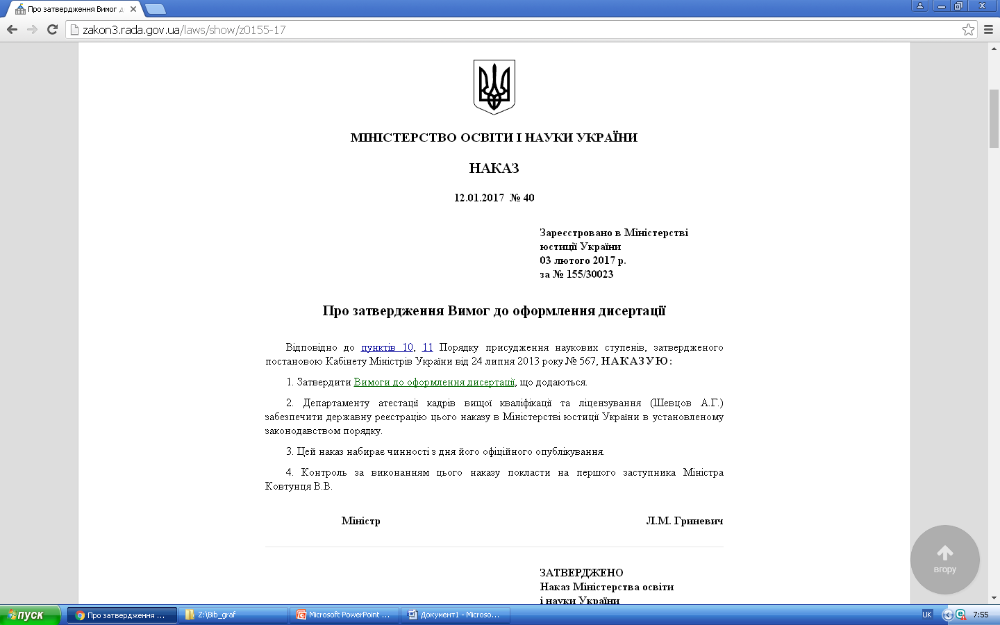 Про затвердження Вимог д
zakon3.rada.gov.ua/laws/show/z0155-17
МІНІСТЕРСТВО ОСВІТИ І НАУКИ УКРАЇНИ
НАКАЗ
12.01.2017 № 40
Зареєстровано в Міністерстві
юстиції України
03 лютого 2017 р.
за № 155/30023
Про затвердження Вимог до оформлення дисертації
Відповідно до пунктів 10, 11 Порядку присудження наукових ступенів, затвердженого
постановою Кабінету Міністрів України від 24 липня 2013 року № 567, НАКАЗУЮ:
1. Затвердити Вимоги до оформлення дисертації, що додаються.
2. Департаменту атестації кадрів вищої кваліфікації та ліцензування (Шевцов А.Г.)
забезпечити державну реєстрацію цього наказу в Міністерстві юстиції України в установленому
законодавством порядку.
3. Цей наказ набирає чинності з дня його офіційного опублікування.
4. Контроль за виконанням цього наказу покласти на першого заступника Міністра
Ковтунця В.В.
Міністр Л.М. Гриневич
вгору
ЗАТВЕРДЖЕНО
Наказ Міністерства освіти
і науки України
пуск Про затвердження ... Z:\Bib_graf Microsoft PowerPoint ... Документ1 - Microso... UK 7:55